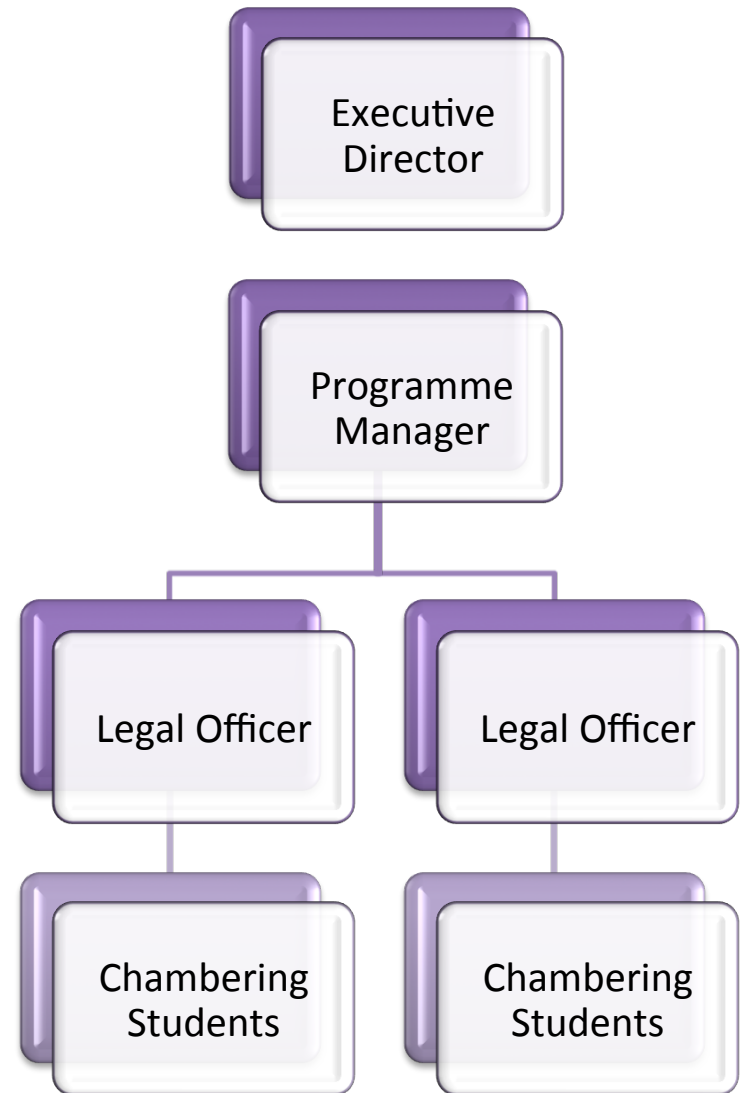 Executive
Director
Programme
Manager
Legal Officer
Legal Officer
Chambering
Students
Chambering
Students